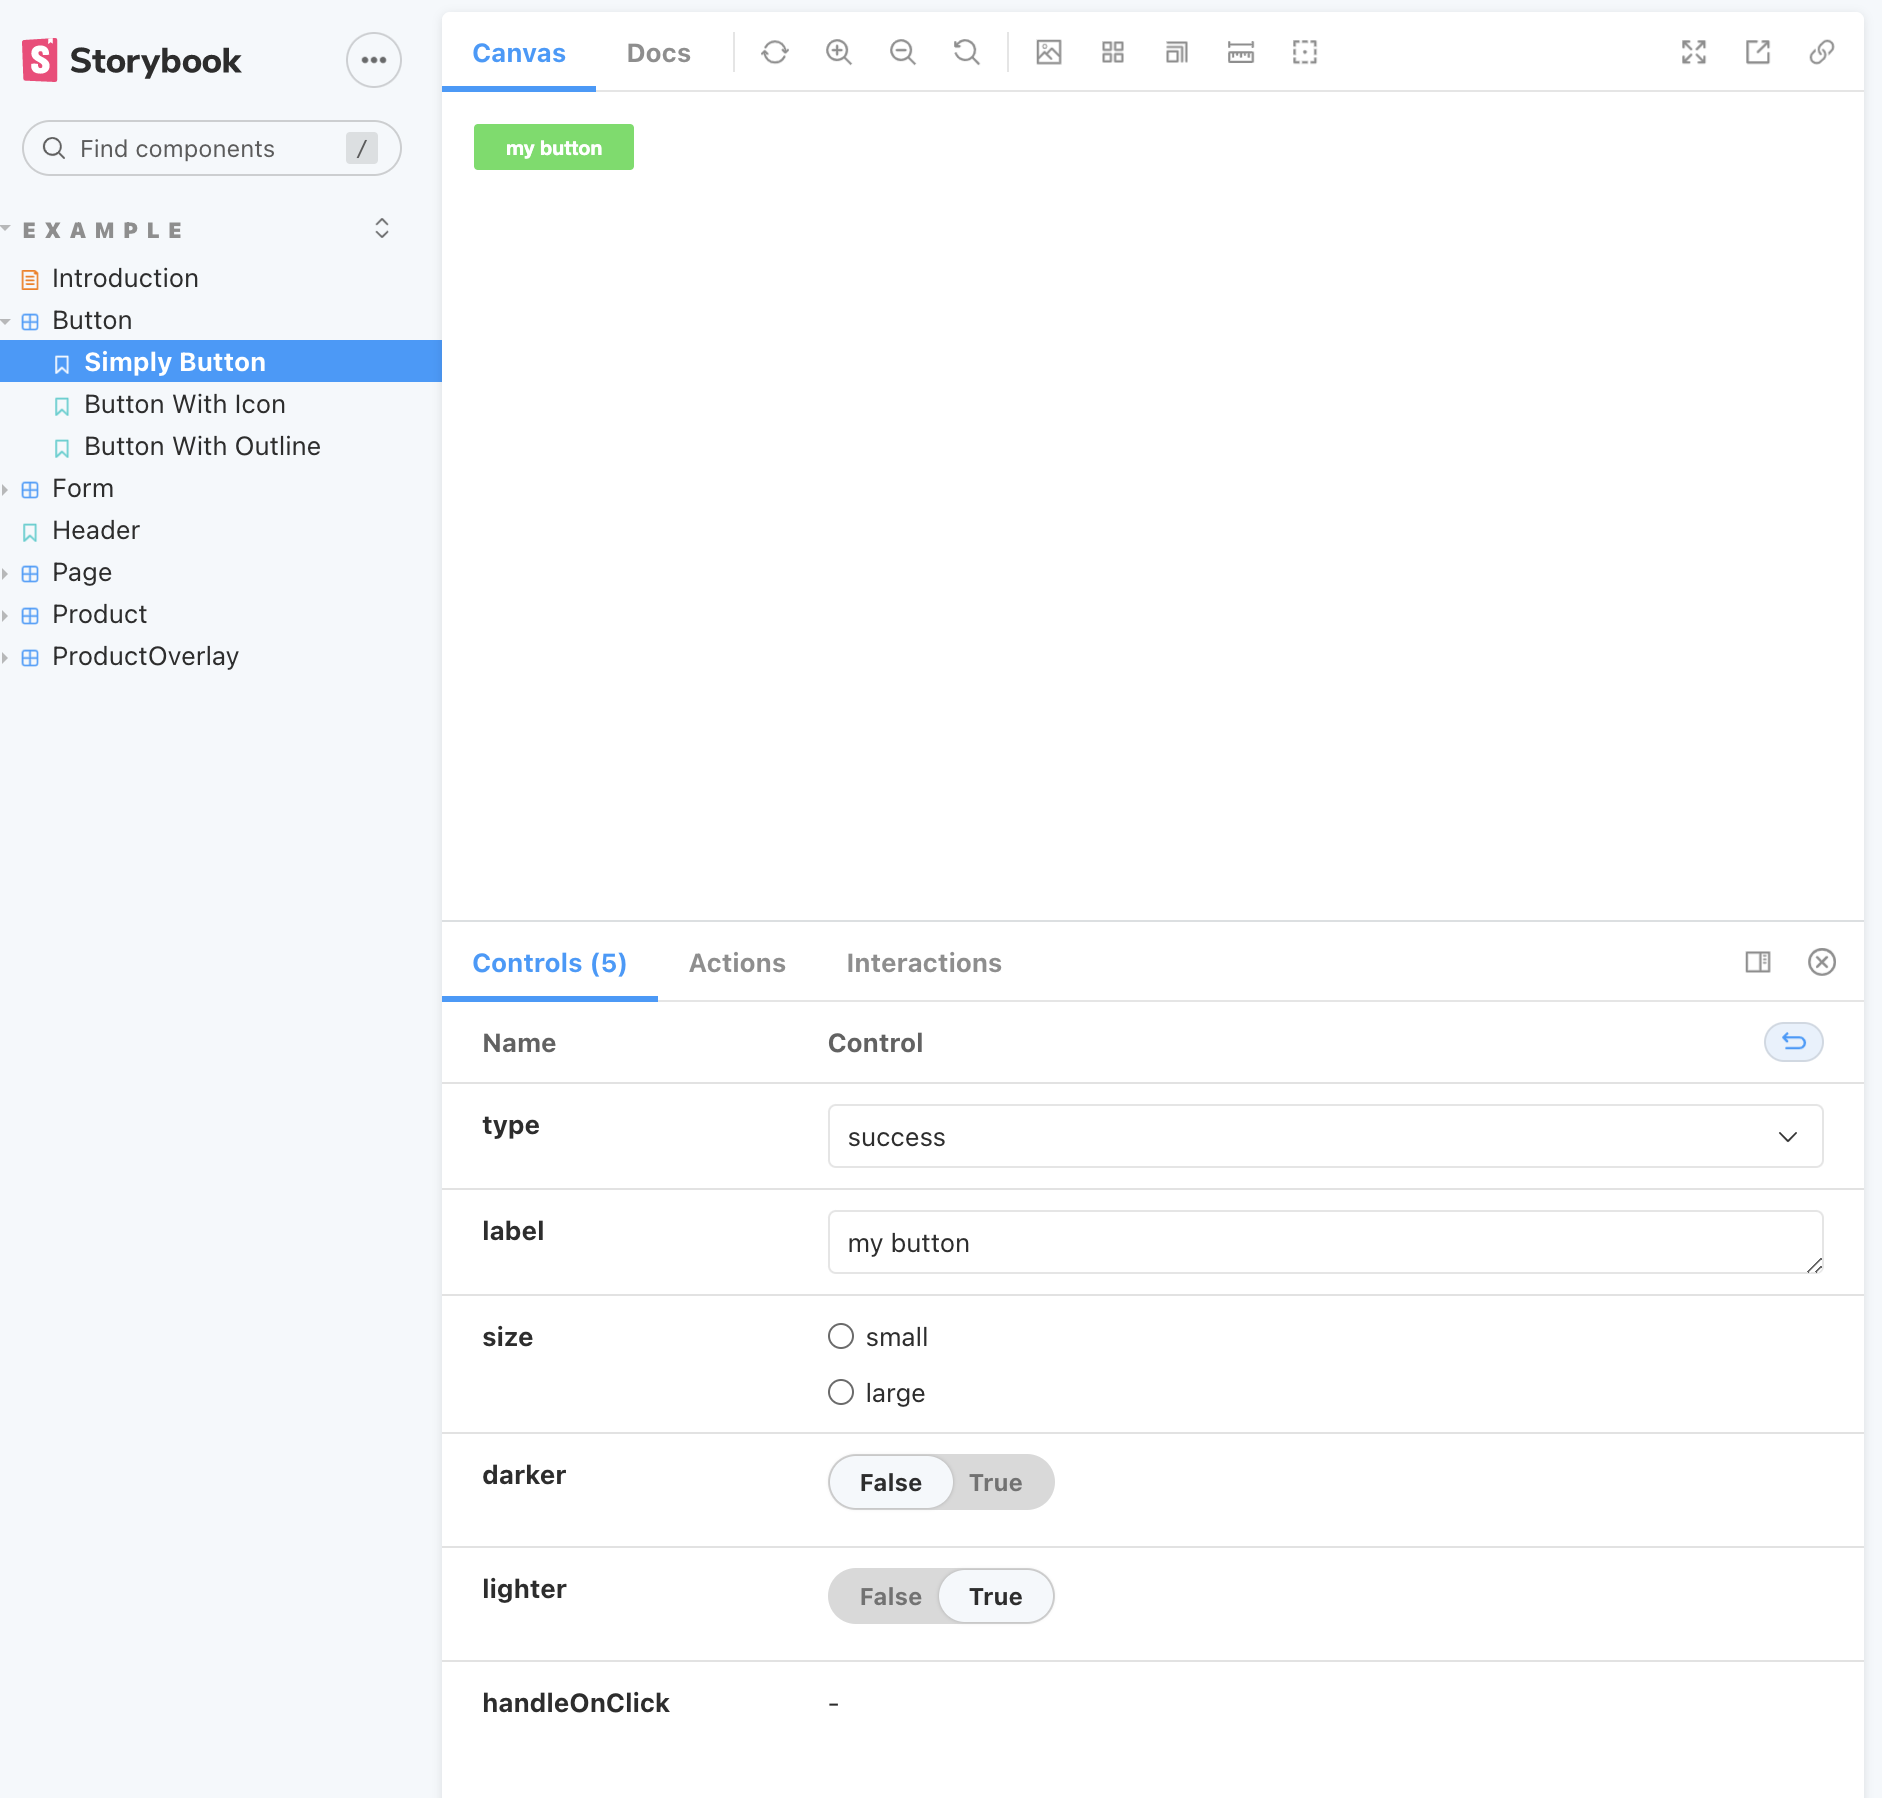 S Storybook
Find components /
EXAMPLE
Introduction
Button
Simply Button
Button With Icon
Button With Outline
Form
Header
Page
Product
ProductOverlay
Canvas Docs
my button
Controls (5) Actions Interactions
Name Control
type success
label my button
size small
large
darker False True
lighter False True
handleOnClick -